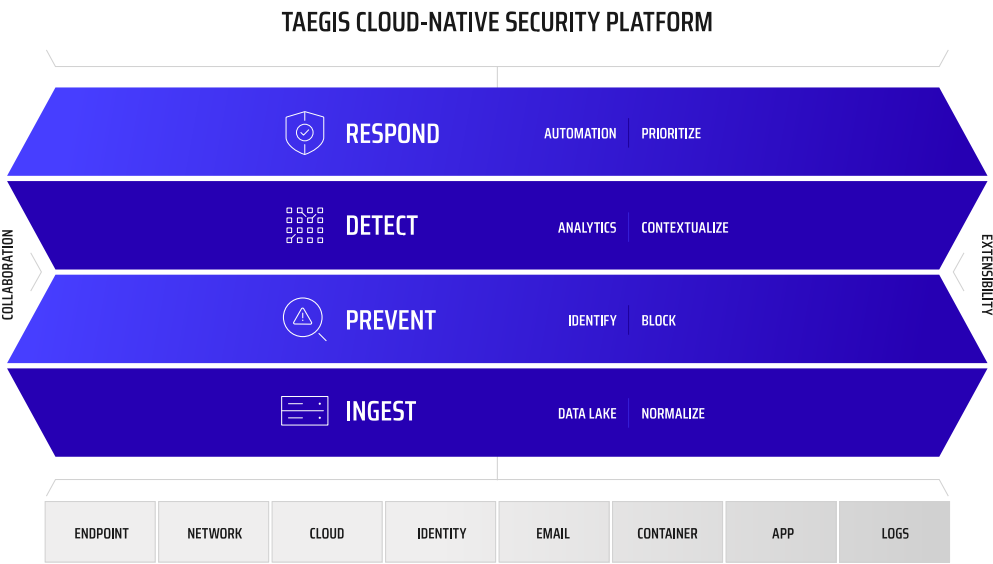 TAEGIS CLOUD-NATIVE SECURITY PLATFORM
RESPOND
AUTOMATION
PRIORITIZE
DETECT
ANALYTICS
CONTEXTUALIZE
COLLABORATION
EXTENSIBILITY
PREVENT
IDENTIFY
BLOCK
INGEST
DATA LAKE
NORMALIZE
ENDPOINT
NETWORK
CLOUD
IDENTITY
EMAIL
CONTAINER
APP
LOGS